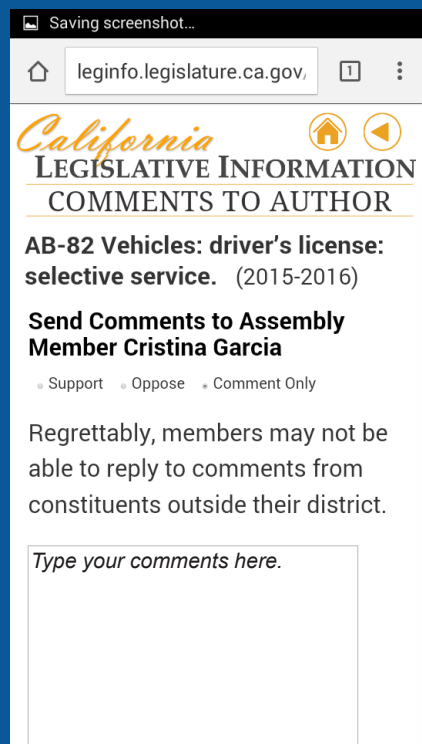 Saving screenshot...
leginfo.legislature.ca.gov/
1
California
LEGISLATIVE INFORMATION
COMMENTS TO AUTHOR
AB-82 Vehicles: driver's license:
selective service. (2015-2016)
Send Comments to Assembly
Member Cristina Garcia
Support Oppose Comment Only
Regrettably, members may not be
able to reply to comments from
constituents outside their district.
Type your comments here.